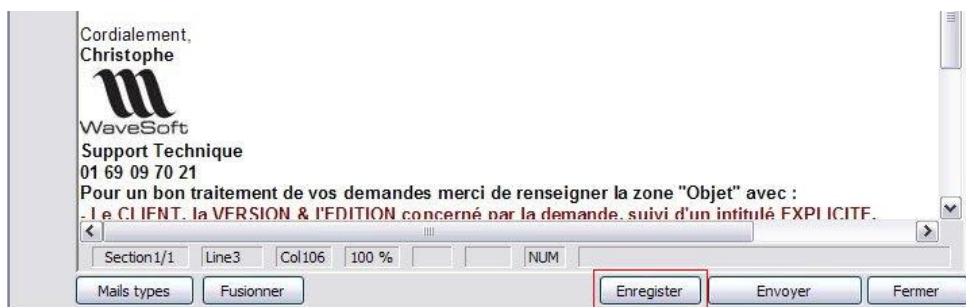 Cordialement,
Christophe
WaveSoft
Support Technique
01 69 09 70 21
Pour un bon traitement de vos demandes merci de renseigner la zone "Objet" avec :
- Le CLIENT, la VERSION & l'EDITION concerné par la demande, suivi d'un intitulé EXPLICITE.
Section 1/1 Line3 Col106 100 % NUM
Mails types Fusionner Enregister Envoyer Fermer